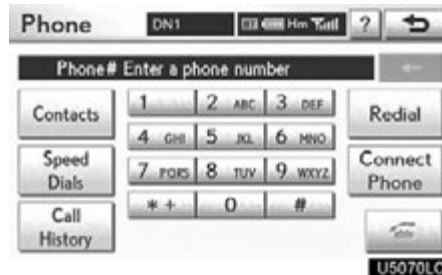 Phone DN1 Hm ?
Phone# Enter a phone number
Contacts 1 2 ABC 3 DEF Redial
4 GHI 5 JKL 6 MNO
Speed Dials 7 PQRS 8 TUV 9 WXYZ Connect Phone
* + 0 #
Call History
U5070LC